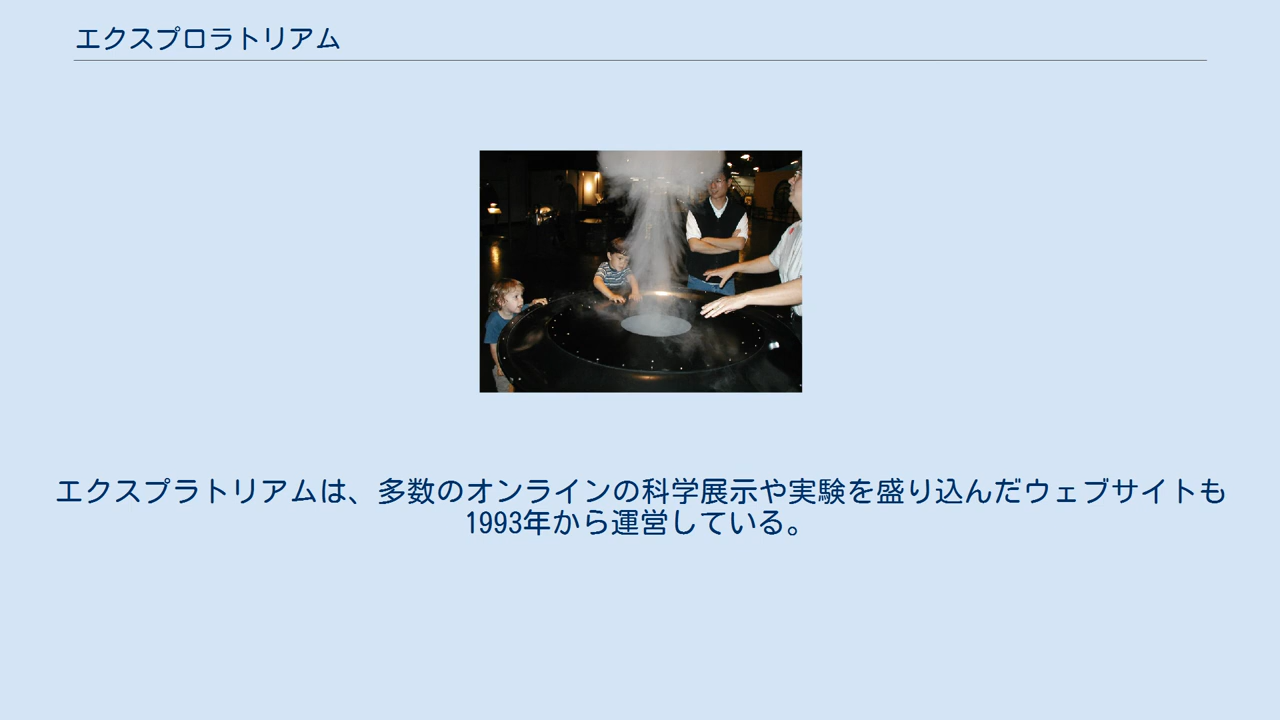 エクスプロラトリアム
エクスプラトリアムは、多数のオンラインの科学展示や実験を盛り込んだウェブサイトも
1993年から運営している。